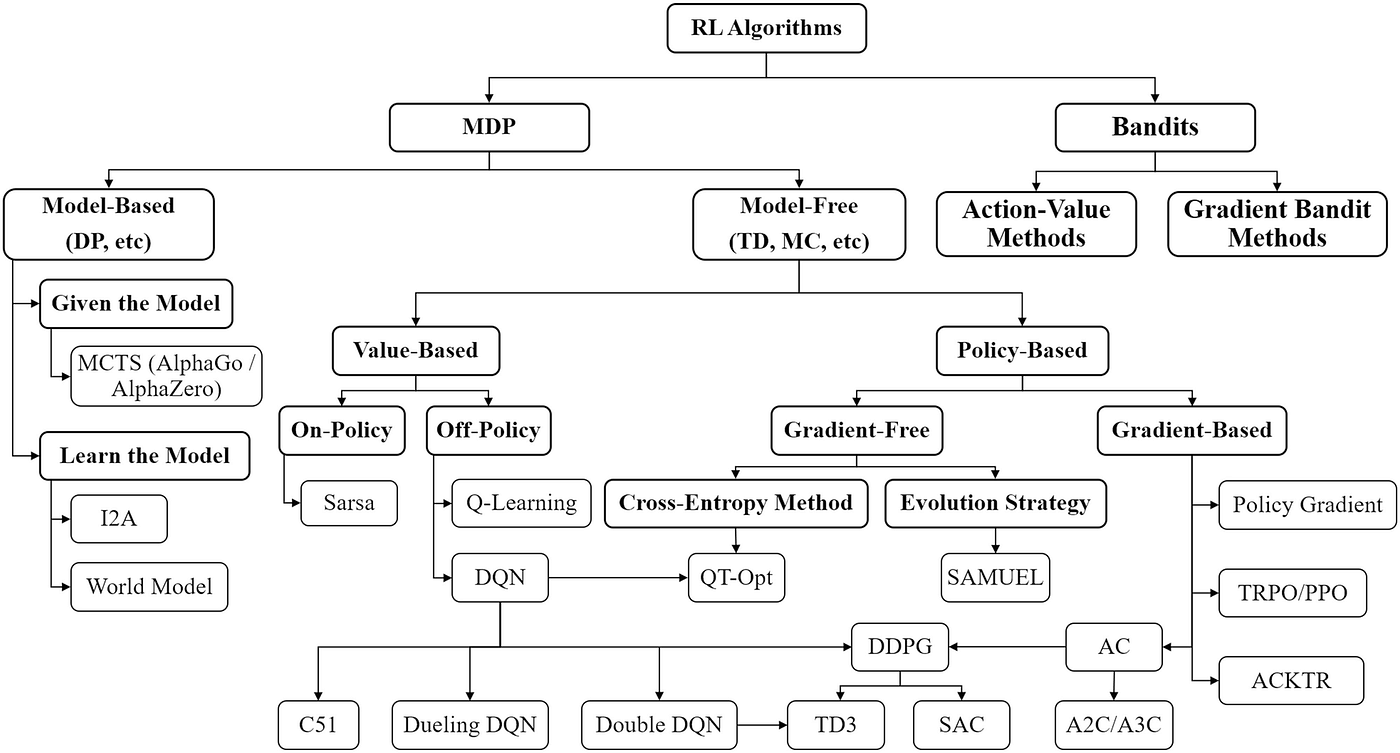 RL Algorithms
MDP
Bandits
Model-Based
(DP, etc)
Model-Free
(TD, MC, etc)
Action-Value
Methods
Gradient Bandit
Methods
Given the Model
MCTS (AlphaGo /
AlphaZero)
Learn the Model
I2A
World Model
Value-Based
Policy-Based
On-Policy
Off-Policy
Gradient-Free
Gradient-Based
Sarsa
Q-Learning
Cross-Entropy Method
Evolution Strategy
Policy Gradient
DQN
QT-Opt
SAMUEL
TRPO/PPO
DDPG
AC
ACKTR
C51
Dueling DQN
Double DQN
TD3
SAC
A2C/A3C